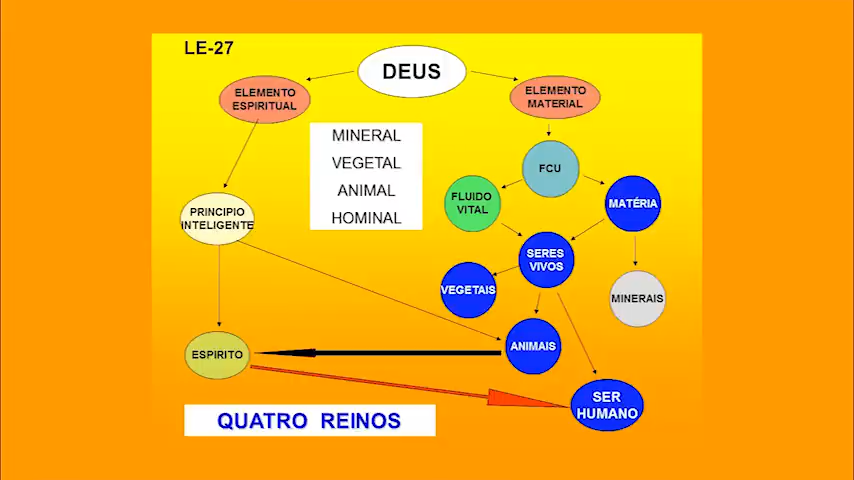 LE-27
DEUS
ELEMENTO
ESPIRITUAL
ELEMENTO
MATERIAL
MINERAL
VEGETAL
ANIMAL
HOMINAL
FCU
FLUIDO
VITAL
MATÉRIA
PRINCIPIO
INTELIGENTE
SERES
VIVOS
VEGETAIS
MINERAIS
ANIMAIS
ESPÍRITO
SER
HUMANO
QUATRO REINOS